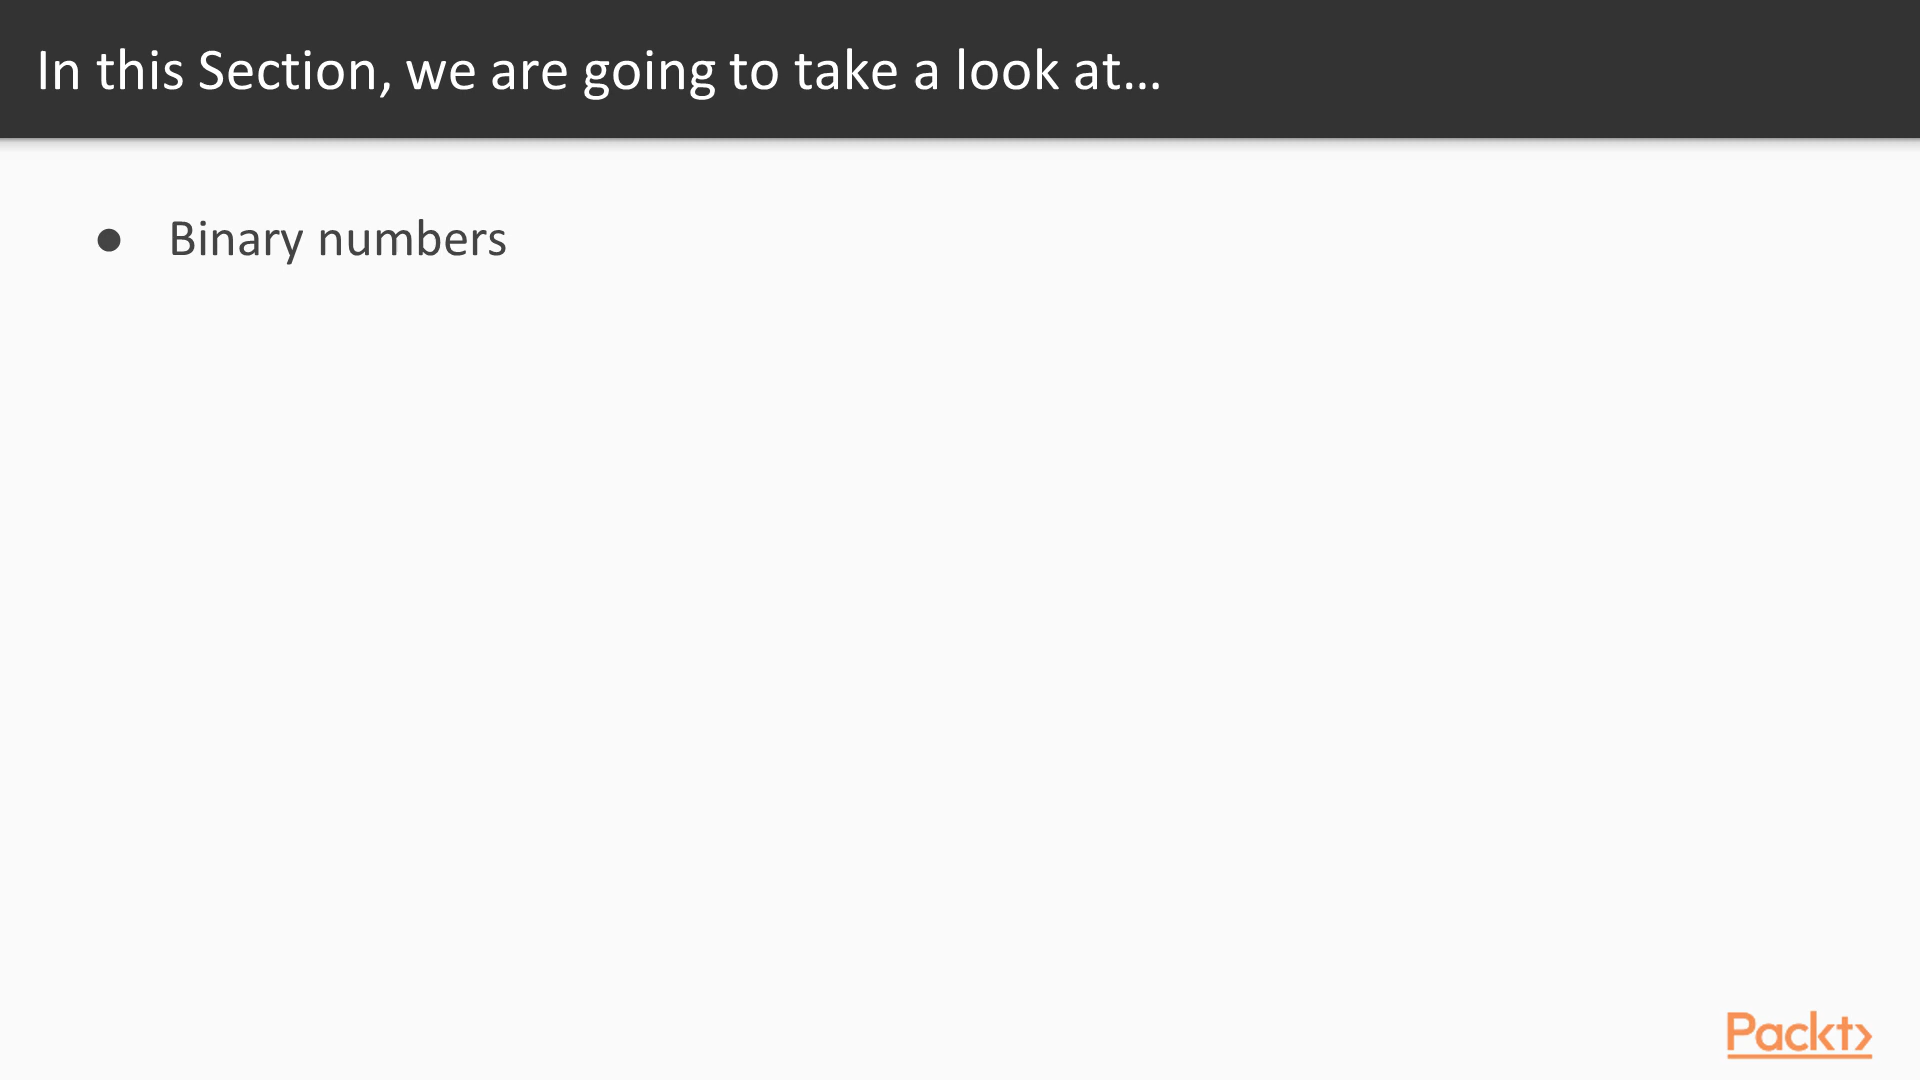 In this Section, we are going to take a look at...
● Binary numbers
Packt>